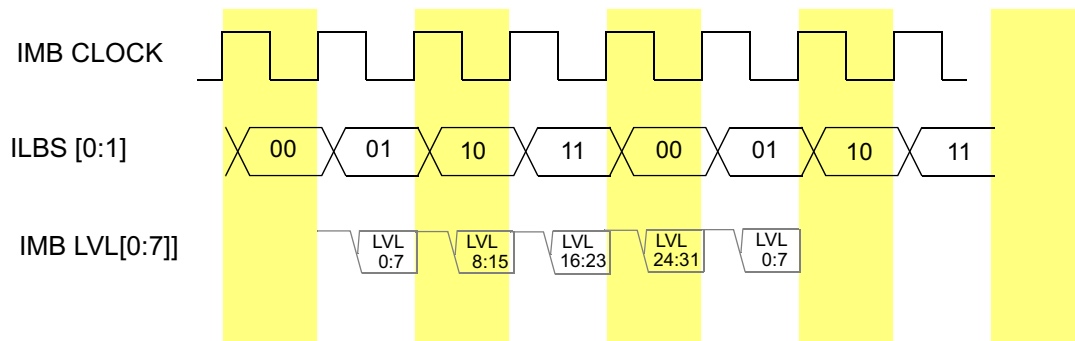 IMB CLOCK
ILBS [0:1]
00 01 10 11 00 01 10 11
IMB LVL[0:7]]
LVL LVL LVL LVL LVL
0:7 8:15 16:23 24:31 0:7